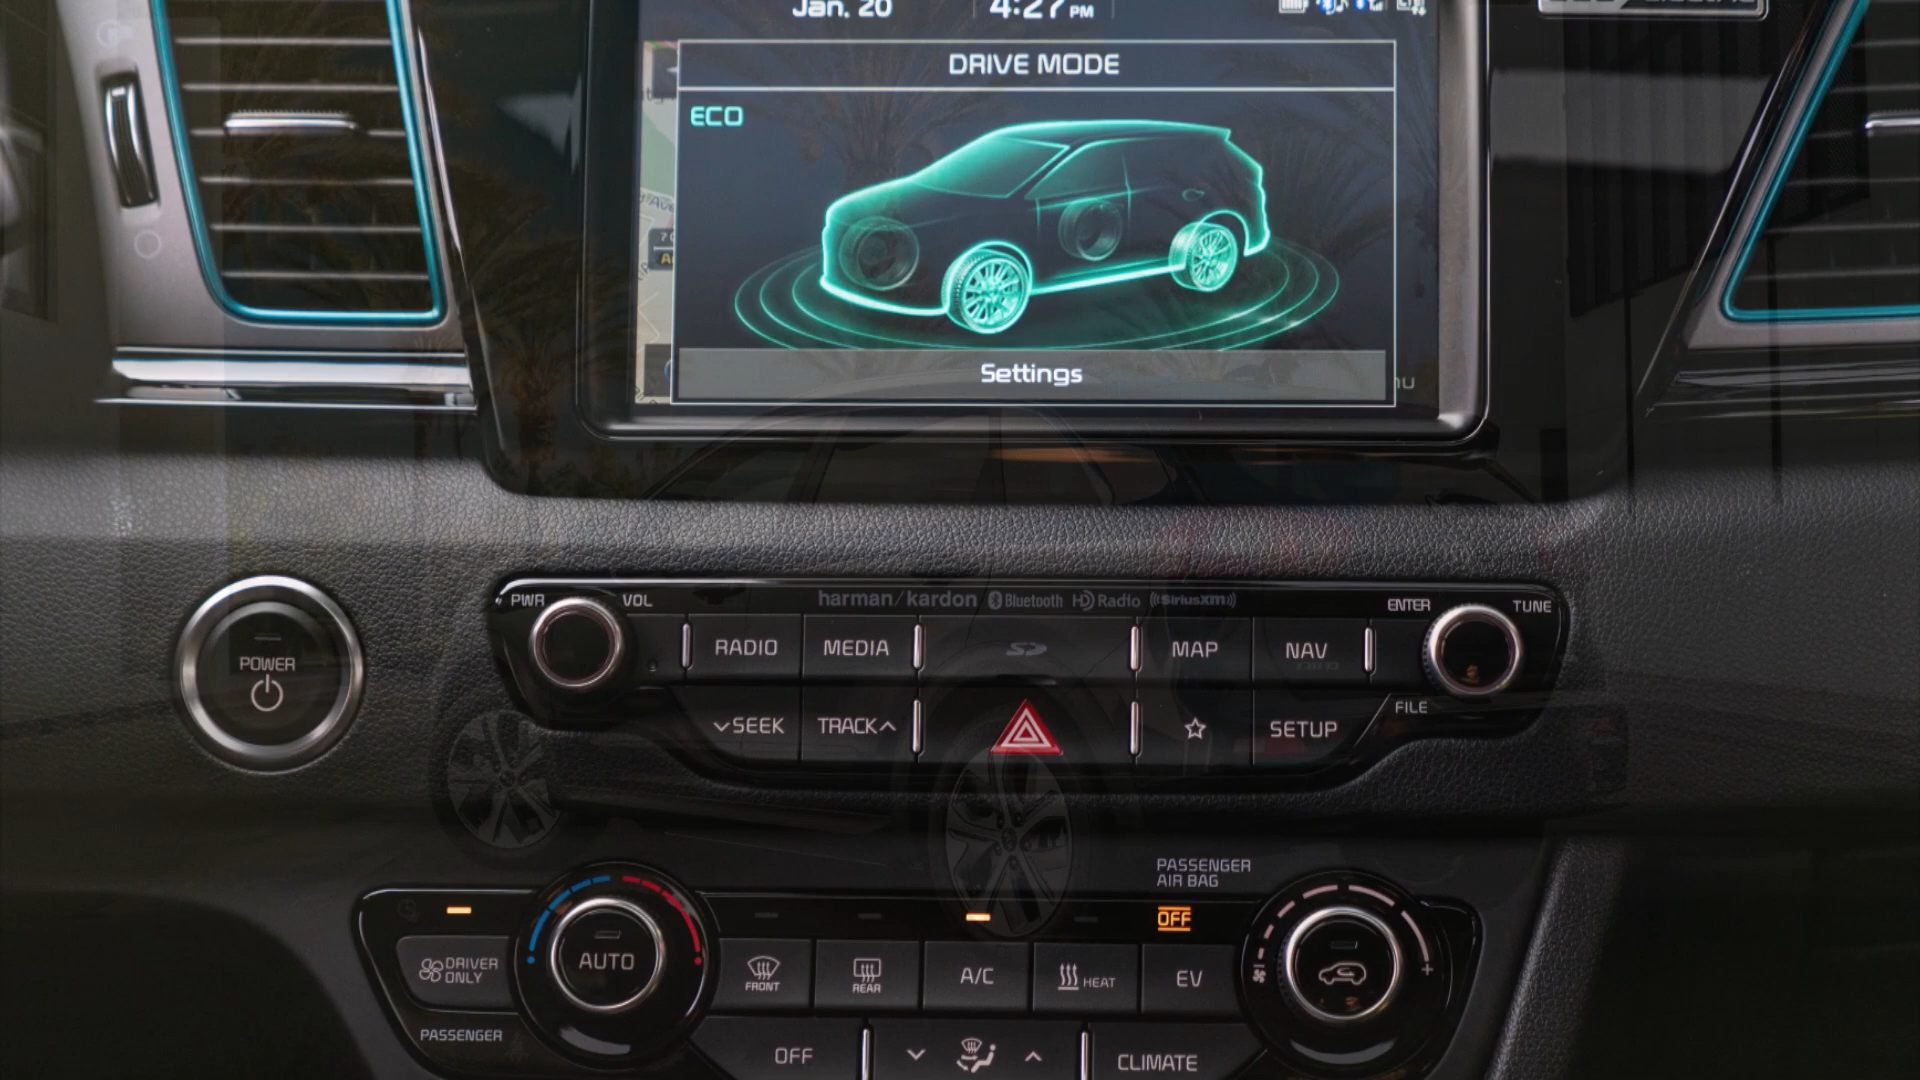 Jan. 20
4:27 PM
DRIVE MODE
ECO
Settings
PWR
VOL
harman/kardon Bluetooth HD Radio SiriusXM
ENTER
TUNE
RADIO
MEDIA
SD
MAP
NAV
SEEK
TRACK
SETUP
FILE
POWER
PASSENGER
AIR BAG
OFF
DRIVER
ONLY
AUTO
FRONT
REAR
A/C
HEAT
EV
PASSENGER
OFF
CLIMATE